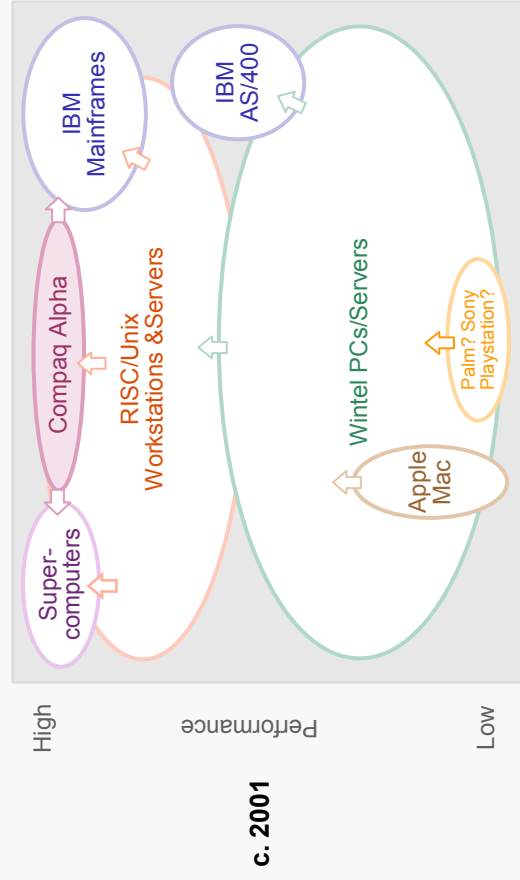 c. 2001
High
Performance
Low
Super-
computers
Compaq Alpha
IBM
Mainframes
RISC/Unix
Workstations &Servers
IBM
AS/400
Wintel PCs/Servers
Apple
Mac
Palm? Sony
Playstation?